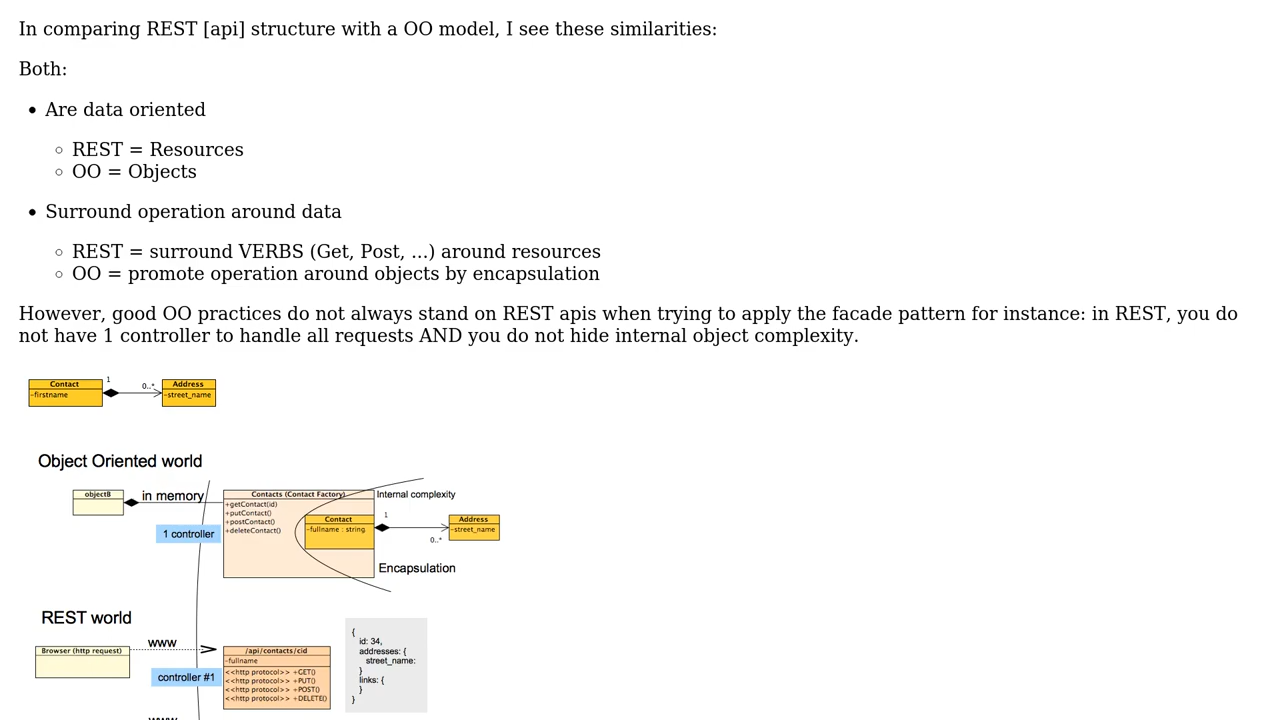 In comparing REST [api] structure with a OO model, I see these similarities:
Both:
Are data oriented
REST = Resources
OO = Objects
Surround operation around data
REST = surround VERBS (Get, Post, ...) around resources
OO = promote operation around objects by encapsulation
However, good OO practices do not always stand on REST apis when trying to apply the facade pattern for instance: in REST, you do
not have 1 controller to handle all requests AND you do not hide internal object complexity.
Contact
-firstname
1
0..*
Address
-street_name
Object Oriented world
objectB
in memory
1 controller
Contacts (Contact Factory)
+getContact(id)
+putContact()
+postContact()
+deleteContact()
Contact
-fullname : string
Internal complexity
1
0..*
Address
-street_name
Encapsulation
REST world
Browser (http request)
www
controller #1
/api/contacts/cid
-fullname
<<http protocol>> +GET()
<<http protocol>> +PUT()
<<http protocol>> +POST()
<<http protocol>> +DELETE()
{
id: 34,
addresses: {
street_name:
}
links: {
}
}
www